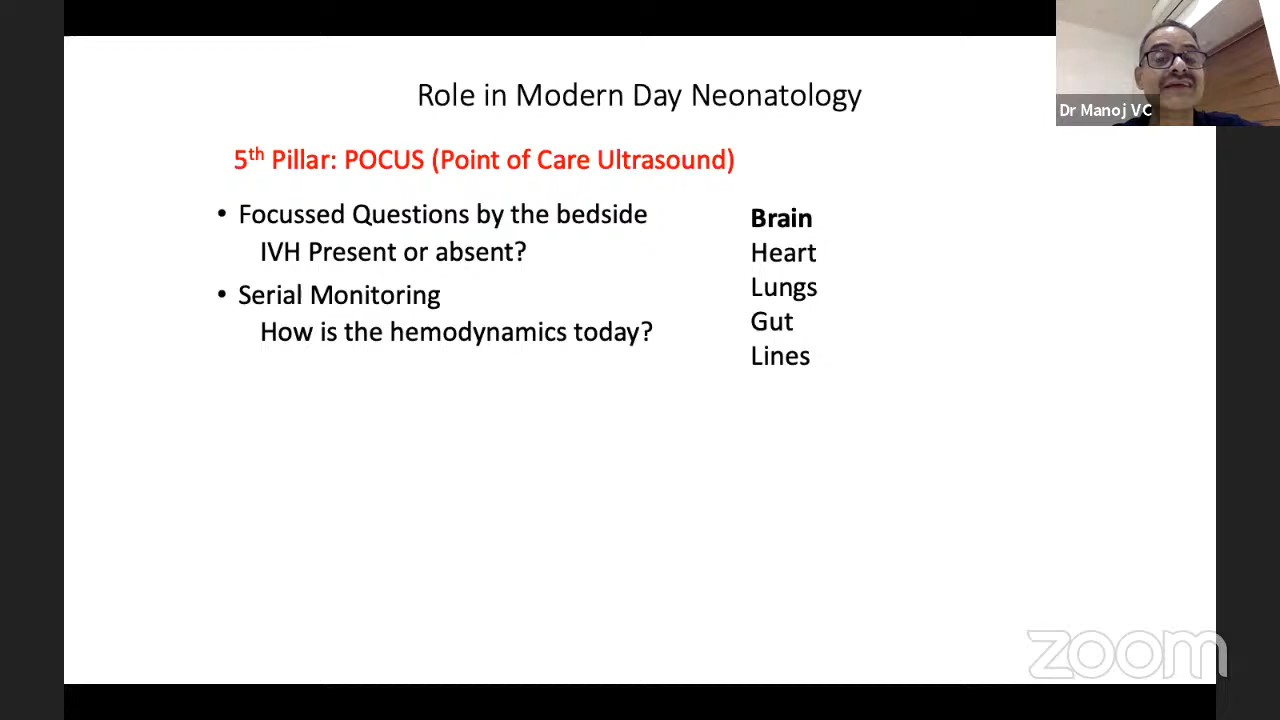 Role in Modern Day Neonatology
Dr Manoj VC
5th Pillar: POCUS (Point of Care Ultrasound)
• Focussed Questions by the bedside
IVH Present or absent?
• Serial Monitoring
How is the hemodynamics today?
Brain
Heart
Lungs
Gut
Lines
zoom